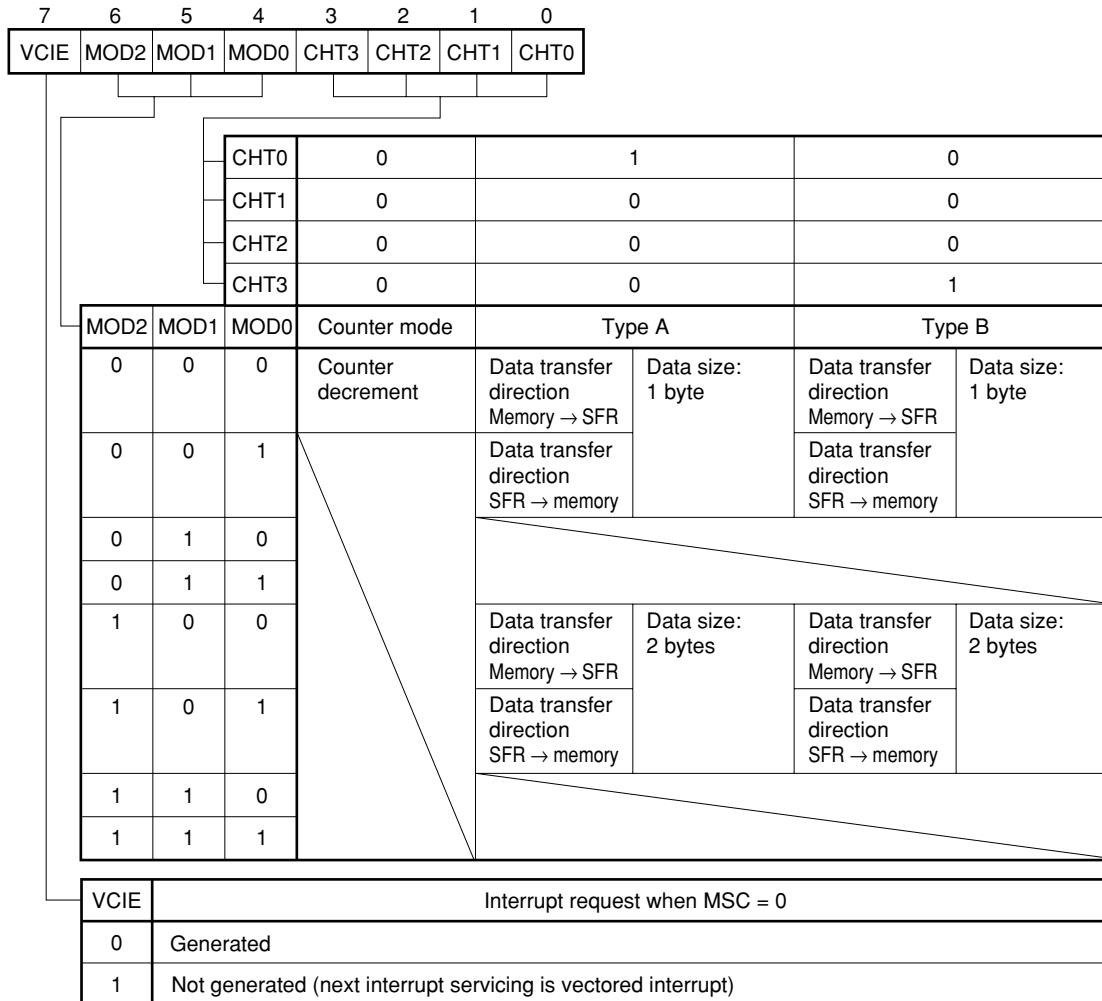 7 6 5 4 3 2 1 0
VCIE MOD2 MOD1 MOD0 CHT3 CHT2 CHT1 CHT0
CHT0 0 1 0
CHT1 0 0 0
CHT2 0 0 0
CHT3 0 0 1
MOD2 MOD1 MOD0 Counter mode Type A Type B
0 0 0 Counter Data transfer Data size: Data transfer Data size:
decrement direction 1 byte direction 1 byte
Memory → SFR Memory → SFR
0 0 1 Data transfer Data transfer
direction direction
SFR → memory SFR → memory
0 1 0
0 1 1
1 0 0 Data transfer Data size: Data transfer Data size:
direction 2 bytes direction 2 bytes
Memory → SFR Memory → SFR
1 0 1 Data transfer Data transfer
direction direction
SFR → memory SFR → memory
1 1 0
1 1 1
VCIE Interrupt request when MSC = 0
0 Generated
1 Not generated (next interrupt servicing is vectored interrupt)